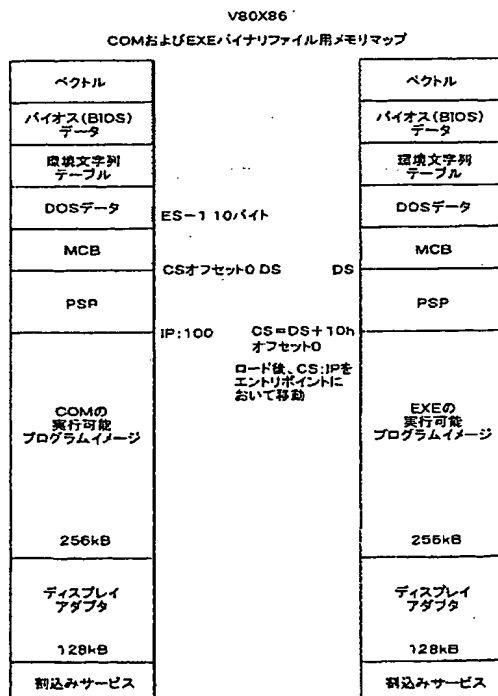 V80X86
COMおよびEXEバイナリファイル用メモリマップ
ベクトル
バイオス(BIOS)
データ
環境文字列
テーブル
DOSデータ
MCB
PSP
COMの
実行可能
プログラムイメージ
256kB
ディスプレイ
アダプタ
128kB
割込みサービス
ES-1 10バイト
CSオフセット0 DS
IP:100
DS
CS=DS+10h
オフセット0
ロード後、CS:IPを
エントリポイントに
おいて移動
ベクトル
バイオス(BIOS)
データ
環境文字列
テーブル
DOSデータ
MCB
PSP
EXEの
実行可能
プログラムイメージ
256kB
ディスプレイ
アダプタ
128kB
割込みサービス